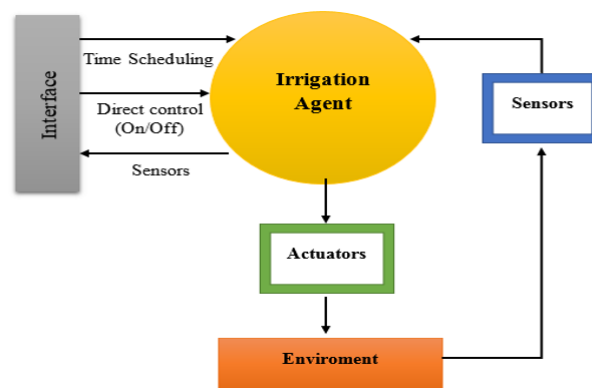 Interface
Time Scheduling
Direct control
(On/Off)
Sensors
Irrigation
Agent
Sensors
Actuators
Enviroment